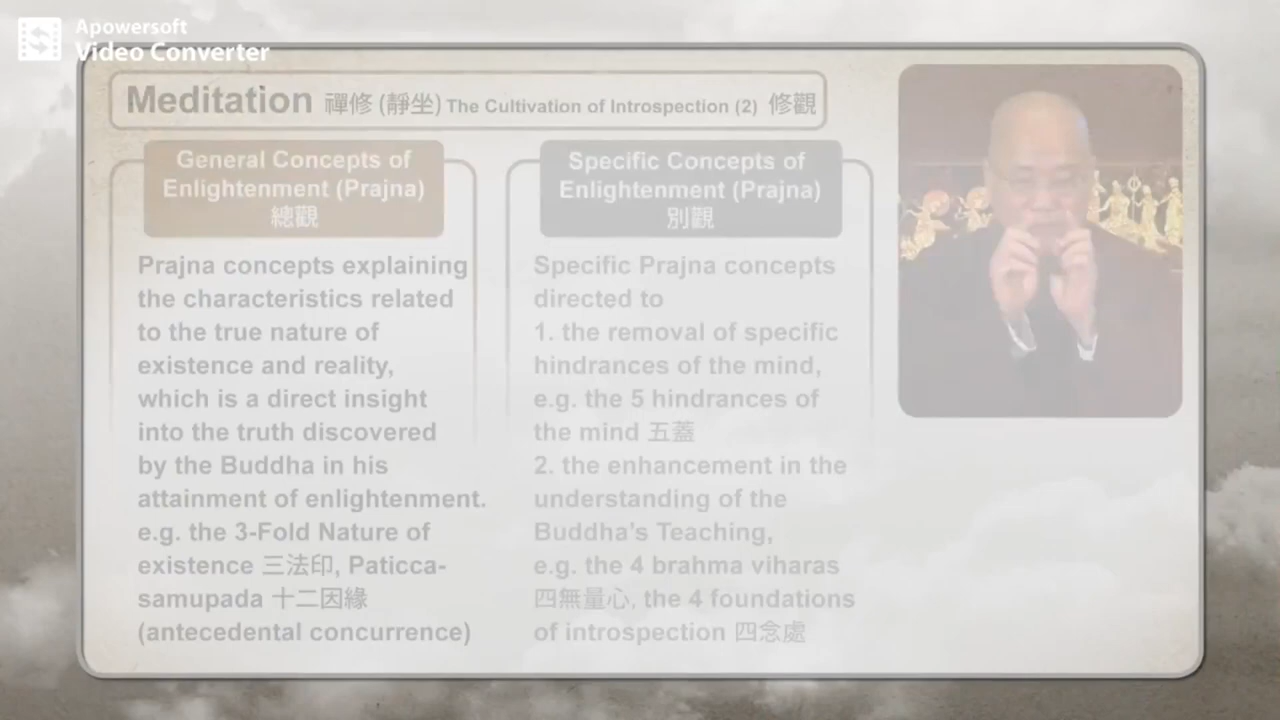 Apowersoft
Video Converter
Meditation 禪修 (靜坐) The Cultivation of Introspection (2) 修觀
General Concepts of
Enlightenment (Prajna)
總觀
Prajna concepts explaining
the characteristics related
to the true nature of
existence and reality,
which is a direct insight
into the truth discovered
by the Buddha in his
attainment of enlightenment.
e.g. the 3-Fold Nature of
existence 三法印, Paticca-
samupada 十二因緣
(antecedental concurrence)
Specific Concepts of
Enlightenment (Prajna)
別觀
Specific Prajna concepts
directed to
1. the removal of specific
hindrances of the mind,
e.g. the 5 hindrances of
the mind 五蓋
2. the enhancement in the
understanding of the
Buddha's Teaching,
e.g. the 4 brahma viharas
四無量心, the 4 foundations
of introspection 四念處